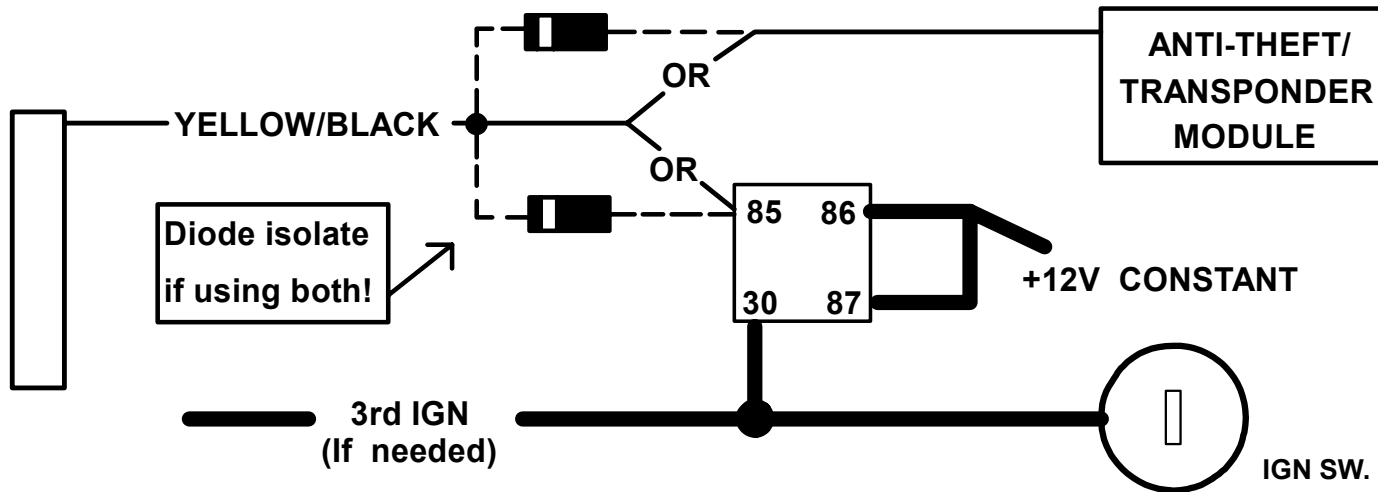 ANTI-THEFT/
TRANSPONDER
MODULE
OR
YELLOW/BLACK
OR
Diode isolate
if using both!
85 86
30 87
+12V CONSTANT
3rd IGN
(If needed)
IGN SW.